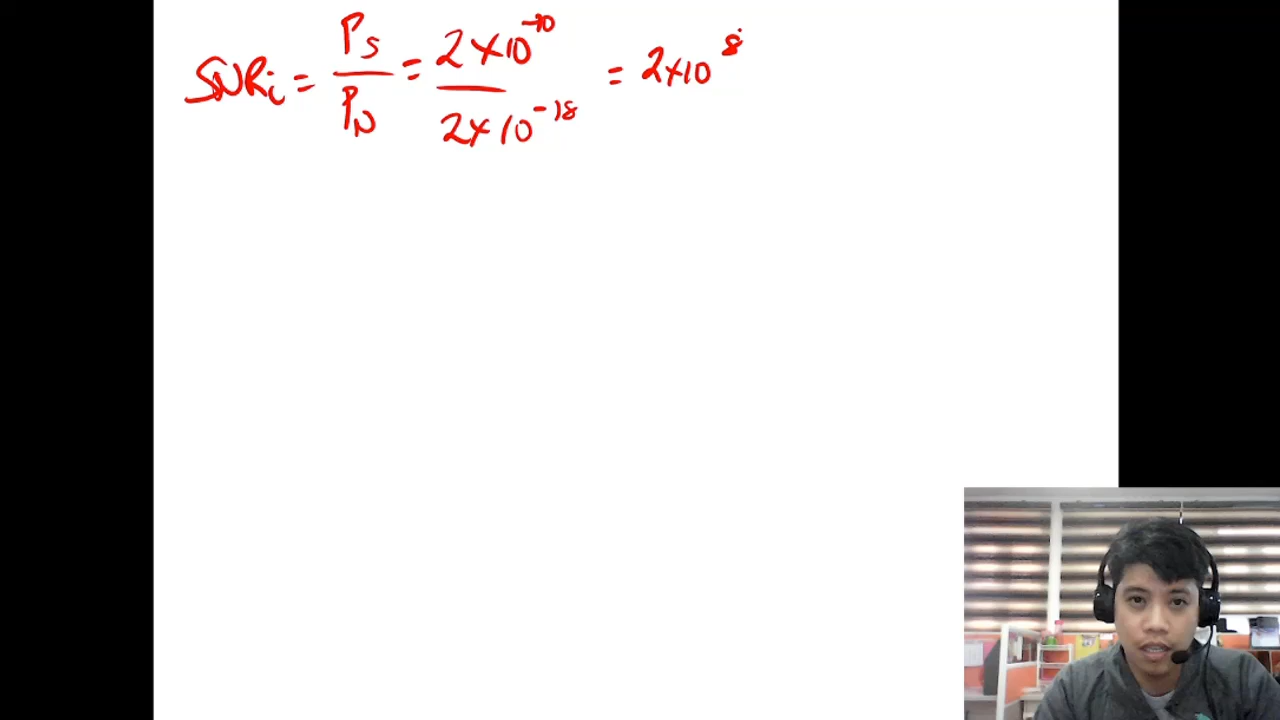 SNRi = Ps/PN = 2×10^-10 / 2×10^-18 = 2×10^8